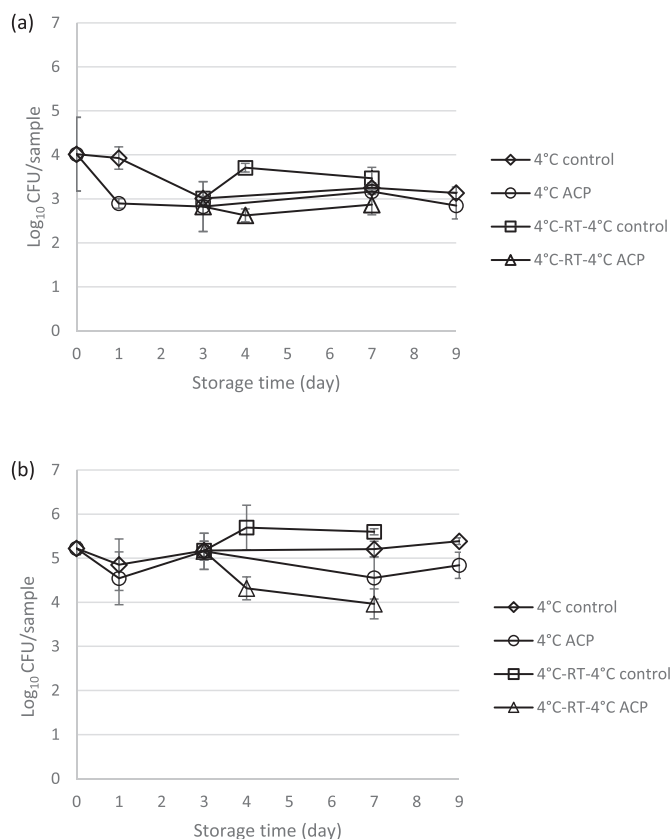 (a)
7
6
5
4
3
2
1
0
Log10 CFU/sample
0 1 2 3 4 5 6 7 8 9
Storage time (day)
4°C control
4°C ACP
4°C-RT-4°C control
4°C-RT-4°C ACP
(b)
7
6
5
4
3
2
1
0
Log10 CFU/sample
0 1 2 3 4 5 6 7 8 9
Storage time (day)
4°C control
4°C ACP
4°C-RT-4°C control
4°C-RT-4°C ACP